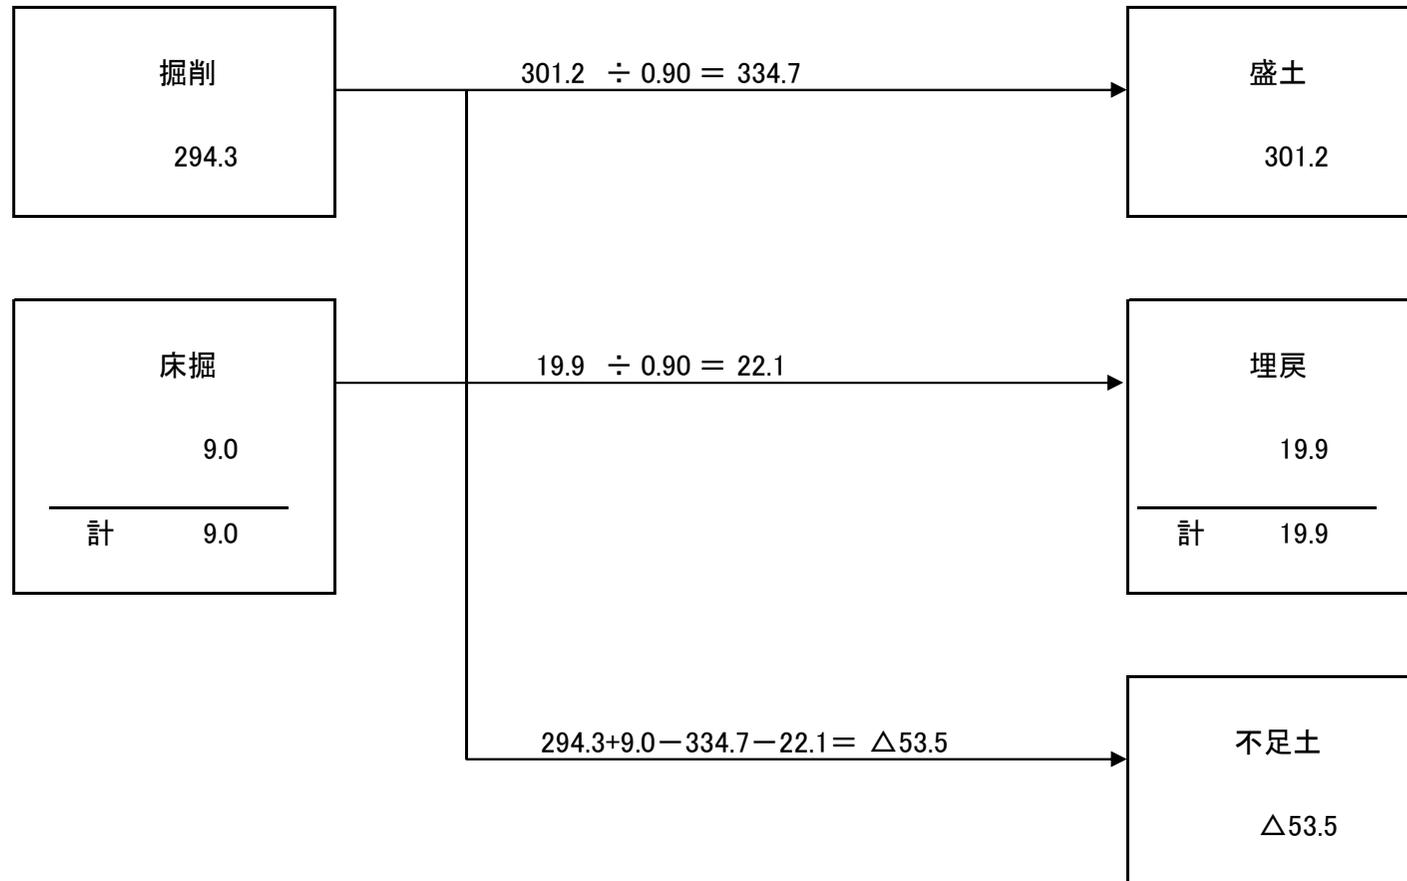 掘削
294.3
301.2 ÷ 0.90 = 334.7
盛土
301.2
床掘
9.0
計 9.0
19.9 ÷ 0.90 = 22.1
埋戻
19.9
計 19.9
294.3+9.0－334.7－22.1＝ △53.5
不足土
△53.5